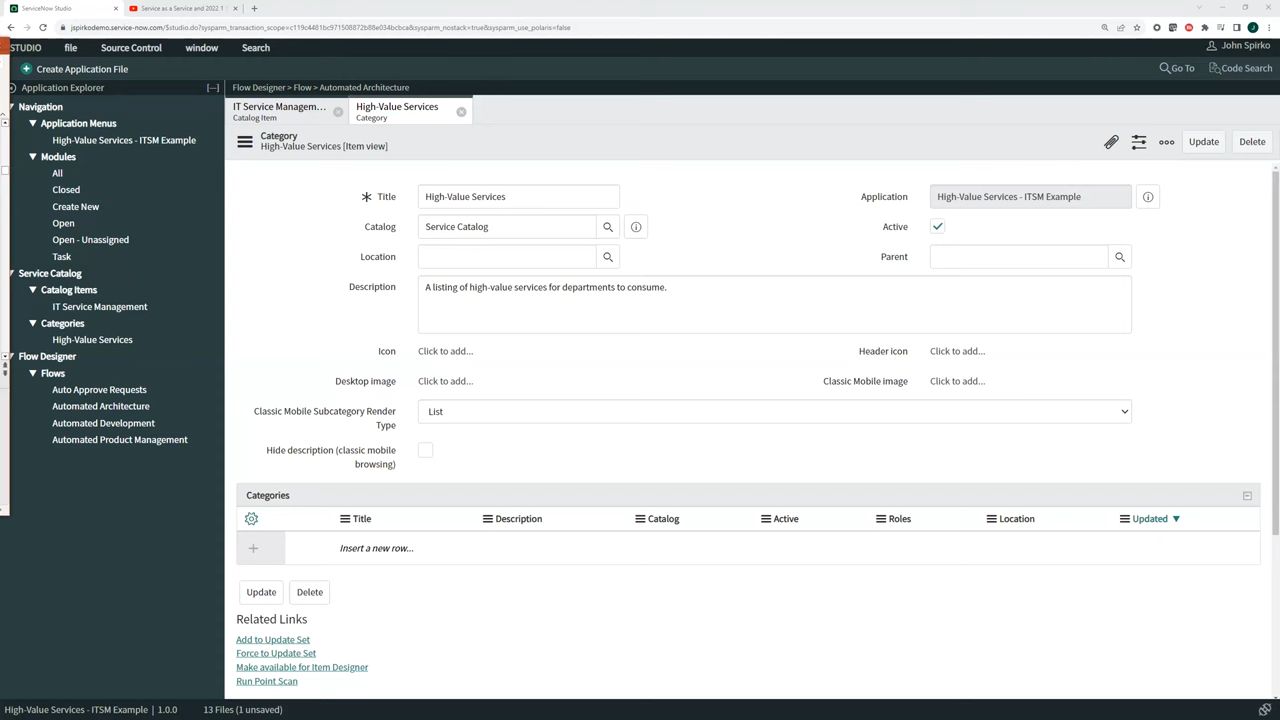 ServiceNow Studio
Service as a Service and 2022 1
jspirkodemo.service-now.com/$studio.do?sysparm_transaction_scope=c119c4481bc971508872b88e034bcbca&sysparm_nostack=true&sysparm_use_polaris=false
STUDIO
file
Source Control
window
Search
John Spirko
Create Application File
Go To
Code Search
Application Explorer
Flow Designer > Flow > Automated Architecture
Navigation
Application Menus
High-Value Services - ITSM Example
Modules
All
Closed
Create New
Open
Open - Unassigned
Task
Service Catalog
Catalog Items
IT Service Management
Categories
High-Value Services
Flow Designer
Flows
Auto Approve Requests
Automated Architecture
Automated Development
Automated Product Management
IT Service Managem...
Catalog Item
High-Value Services
Category
Category
High-Value Services [Item view]
Update
Delete
Title
High-Value Services
Application
High-Value Services - ITSM Example
Catalog
Service Catalog
Active
Location
Parent
Description
A listing of high-value services for departments to consume.
Icon
Click to add...
Header icon
Click to add...
Desktop image
Click to add...
Classic Mobile image
Click to add...
Classic Mobile Subcategory Render
Type
List
Hide description (classic mobile
browsing)
Categories
Title
Description
Catalog
Active
Roles
Location
Updated
Insert a new row...
Update
Delete
Related Links
Add to Update Set
Force to Update Set
Make available for Item Designer
Run Point Scan
High-Value Services - ITSM Example | 1.0.0
13 Files (1 unsaved)